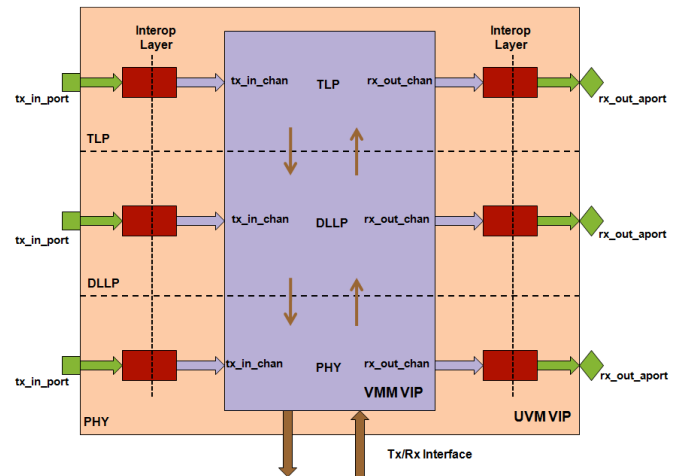 Interop
Layer
Interop
Layer
tx_in_chan
TLP
rx_out_chan
tx_in_port
rx_out_aport
TLP
tx_in_chan
DLLP
rx_out_chan
tx_in_port
rx_out_aport
DLLP
tx_in_chan
PHY
rx_out_chan
tx_in_port
rx_out_aport
VMM VIP
PHY
UVM VIP
Tx/Rx Interface